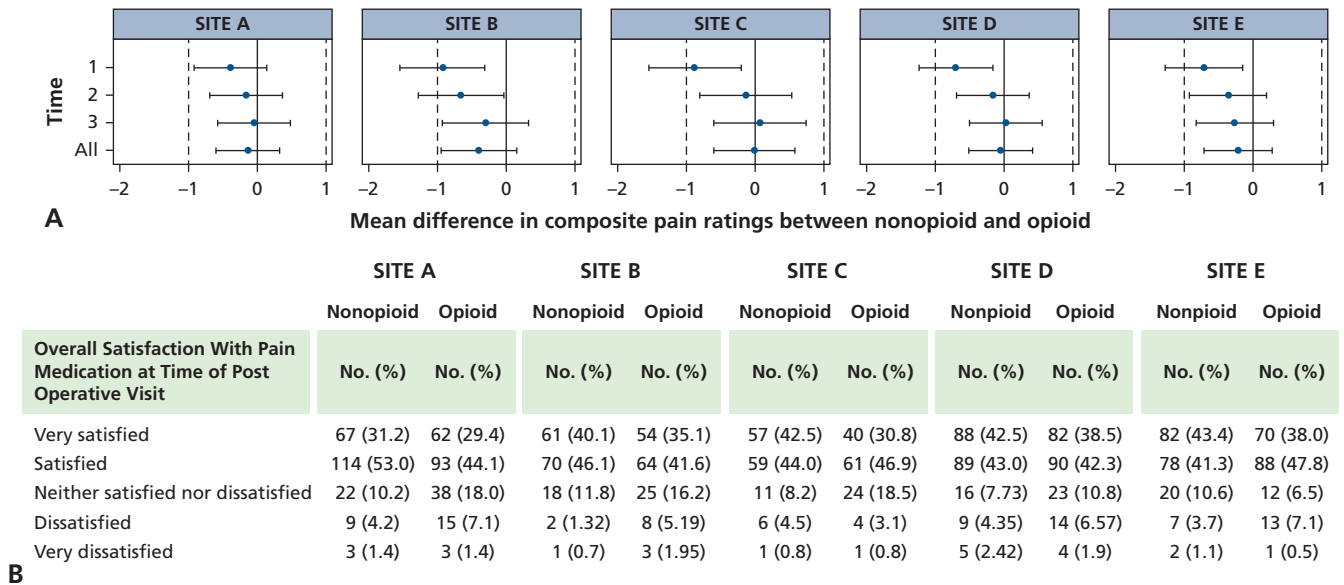 SITE A SITE B SITE C SITE D SITE E
Time
1
2
3
All
−2 −1 0 1 −2 −1 0 1 −2 −1 0 1 −2 −1 0 1 −2 −1 0 1
A Mean difference in composite pain ratings between nonopioid and opioid
SITE A SITE B SITE C SITE D SITE E
Nonopioid Opioid Nonopioid Opioid Nonopioid Opioid Nonpioid Opioid Nonpioid Opioid
Overall Satisfaction With Pain
Medication at Time of Post No. (%) No. (%) No. (%) No. (%) No. (%) No. (%) No. (%) No. (%) No. (%) No. (%)
Operative Visit
Very satisfied 67 (31.2) 62 (29.4) 61 (40.1) 54 (35.1) 57 (42.5) 40 (30.8) 88 (42.5) 82 (38.5) 82 (43.4) 70 (38.0)
Satisfied 114 (53.0) 93 (44.1) 70 (46.1) 64 (41.6) 59 (44.0) 61 (46.9) 89 (43.0) 90 (42.3) 78 (41.3) 88 (47.8)
Neither satisfied nor dissatisfied 22 (10.2) 38 (18.0) 18 (11.8) 25 (16.2) 11 (8.2) 24 (18.5) 16 (7.73) 23 (10.8) 20 (10.6) 12 (6.5)
Dissatisfied 9 (4.2) 15 (7.1) 2 (1.32) 8 (5.19) 6 (4.5) 4 (3.1) 9 (4.35) 14 (6.57) 7 (3.7) 13 (7.1)
Very dissatisfied 3 (1.4) 3 (1.4) 1 (0.7) 3 (1.95) 1 (0.8) 1 (0.8) 5 (2.42) 4 (1.9) 2 (1.1) 1 (0.5)
B